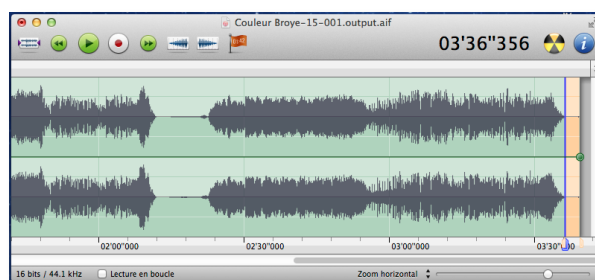 Couleur Broye-15-001.output.aif
03'36"356
02'00"000 02'30"000 03'00"000 03'30"000
16 bits / 44.1 kHz Lecture en boucle Zoom horizontal